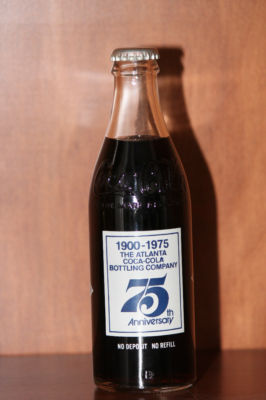 1900-1975
THE ATLANTA
COCA-COLA
BOTTLING COMPANY
75th
Anniversary
NO DEPOSIT NO REFILL